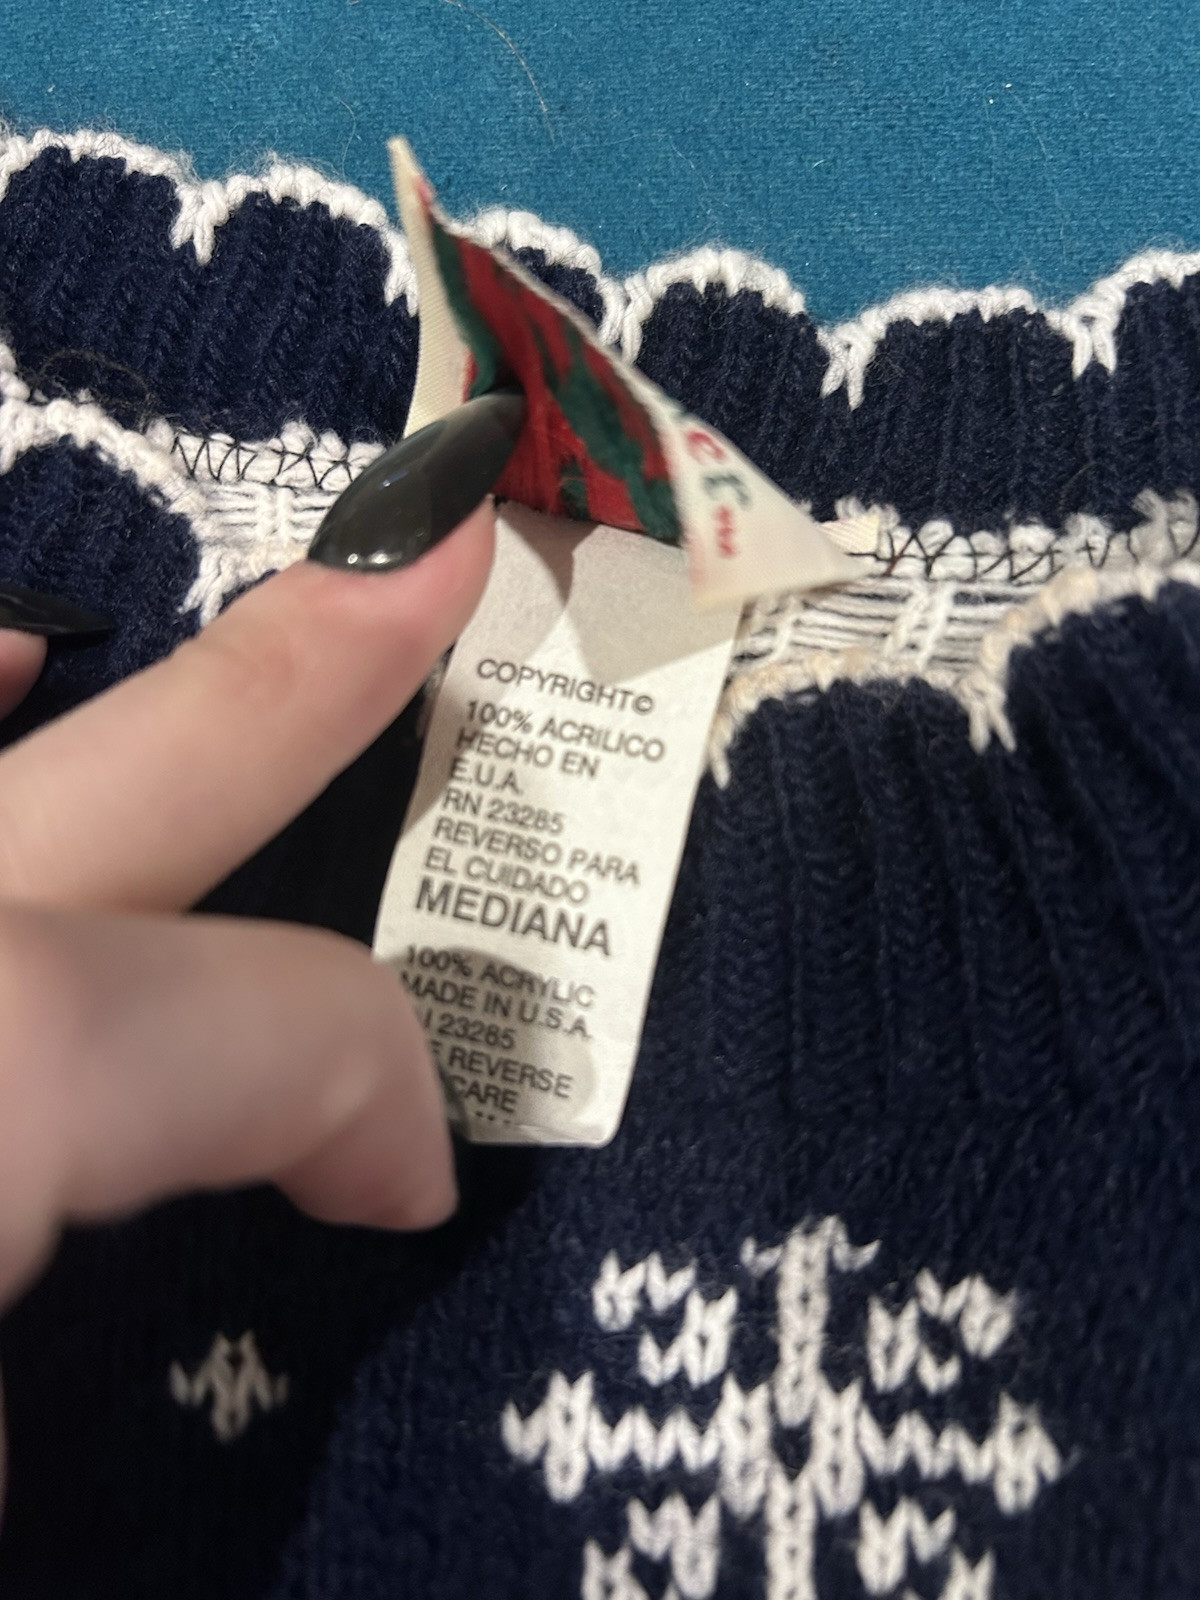 COPYRIGHT©
100% ACRILICO
HECHO EN
E.U.A.
RN 23285
REVERSO PARA
EL CUIDADO
MEDIANA
100% ACRYLIC
MADE IN U.S.A.
23285
REVERSE
CARE